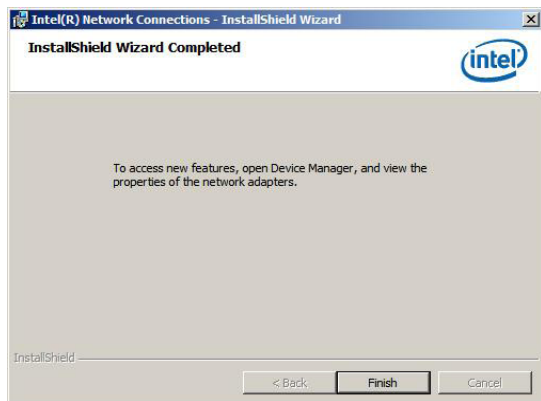 Intel(R) Network Connections - InstallShield Wizard
InstallShield Wizard Completed
intel
To access new features, open Device Manager, and view the
properties of the network adapters.
InstallShield
< Back
Finish
Cancel